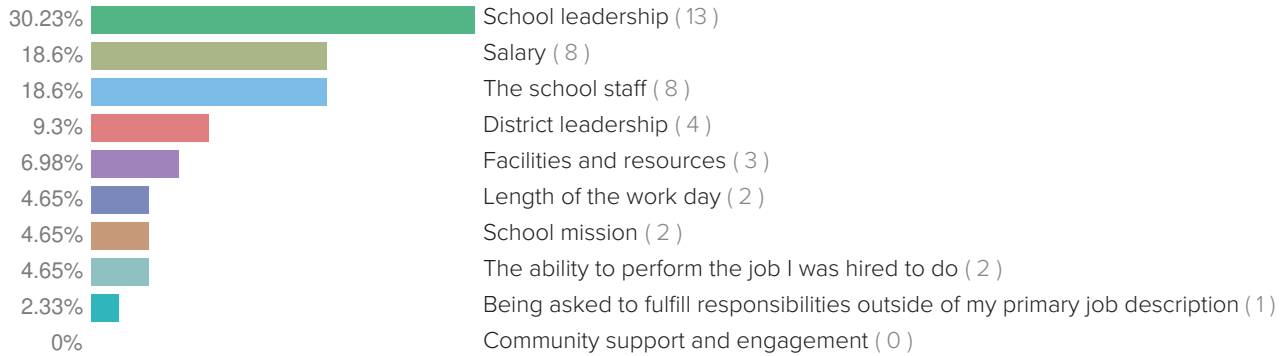 30.23% School leadership ( 13 )
18.6% Salary ( 8 )
18.6% The school staff ( 8 )
9.3% District leadership ( 4 )
6.98% Facilities and resources ( 3 )
4.65% Length of the work day ( 2 )
4.65% School mission ( 2 )
4.65% The ability to perform the job I was hired to do ( 2 )
2.33% Being asked to fulfill responsibilities outside of my primary job description ( 1 )
0% Community support and engagement ( 0 )